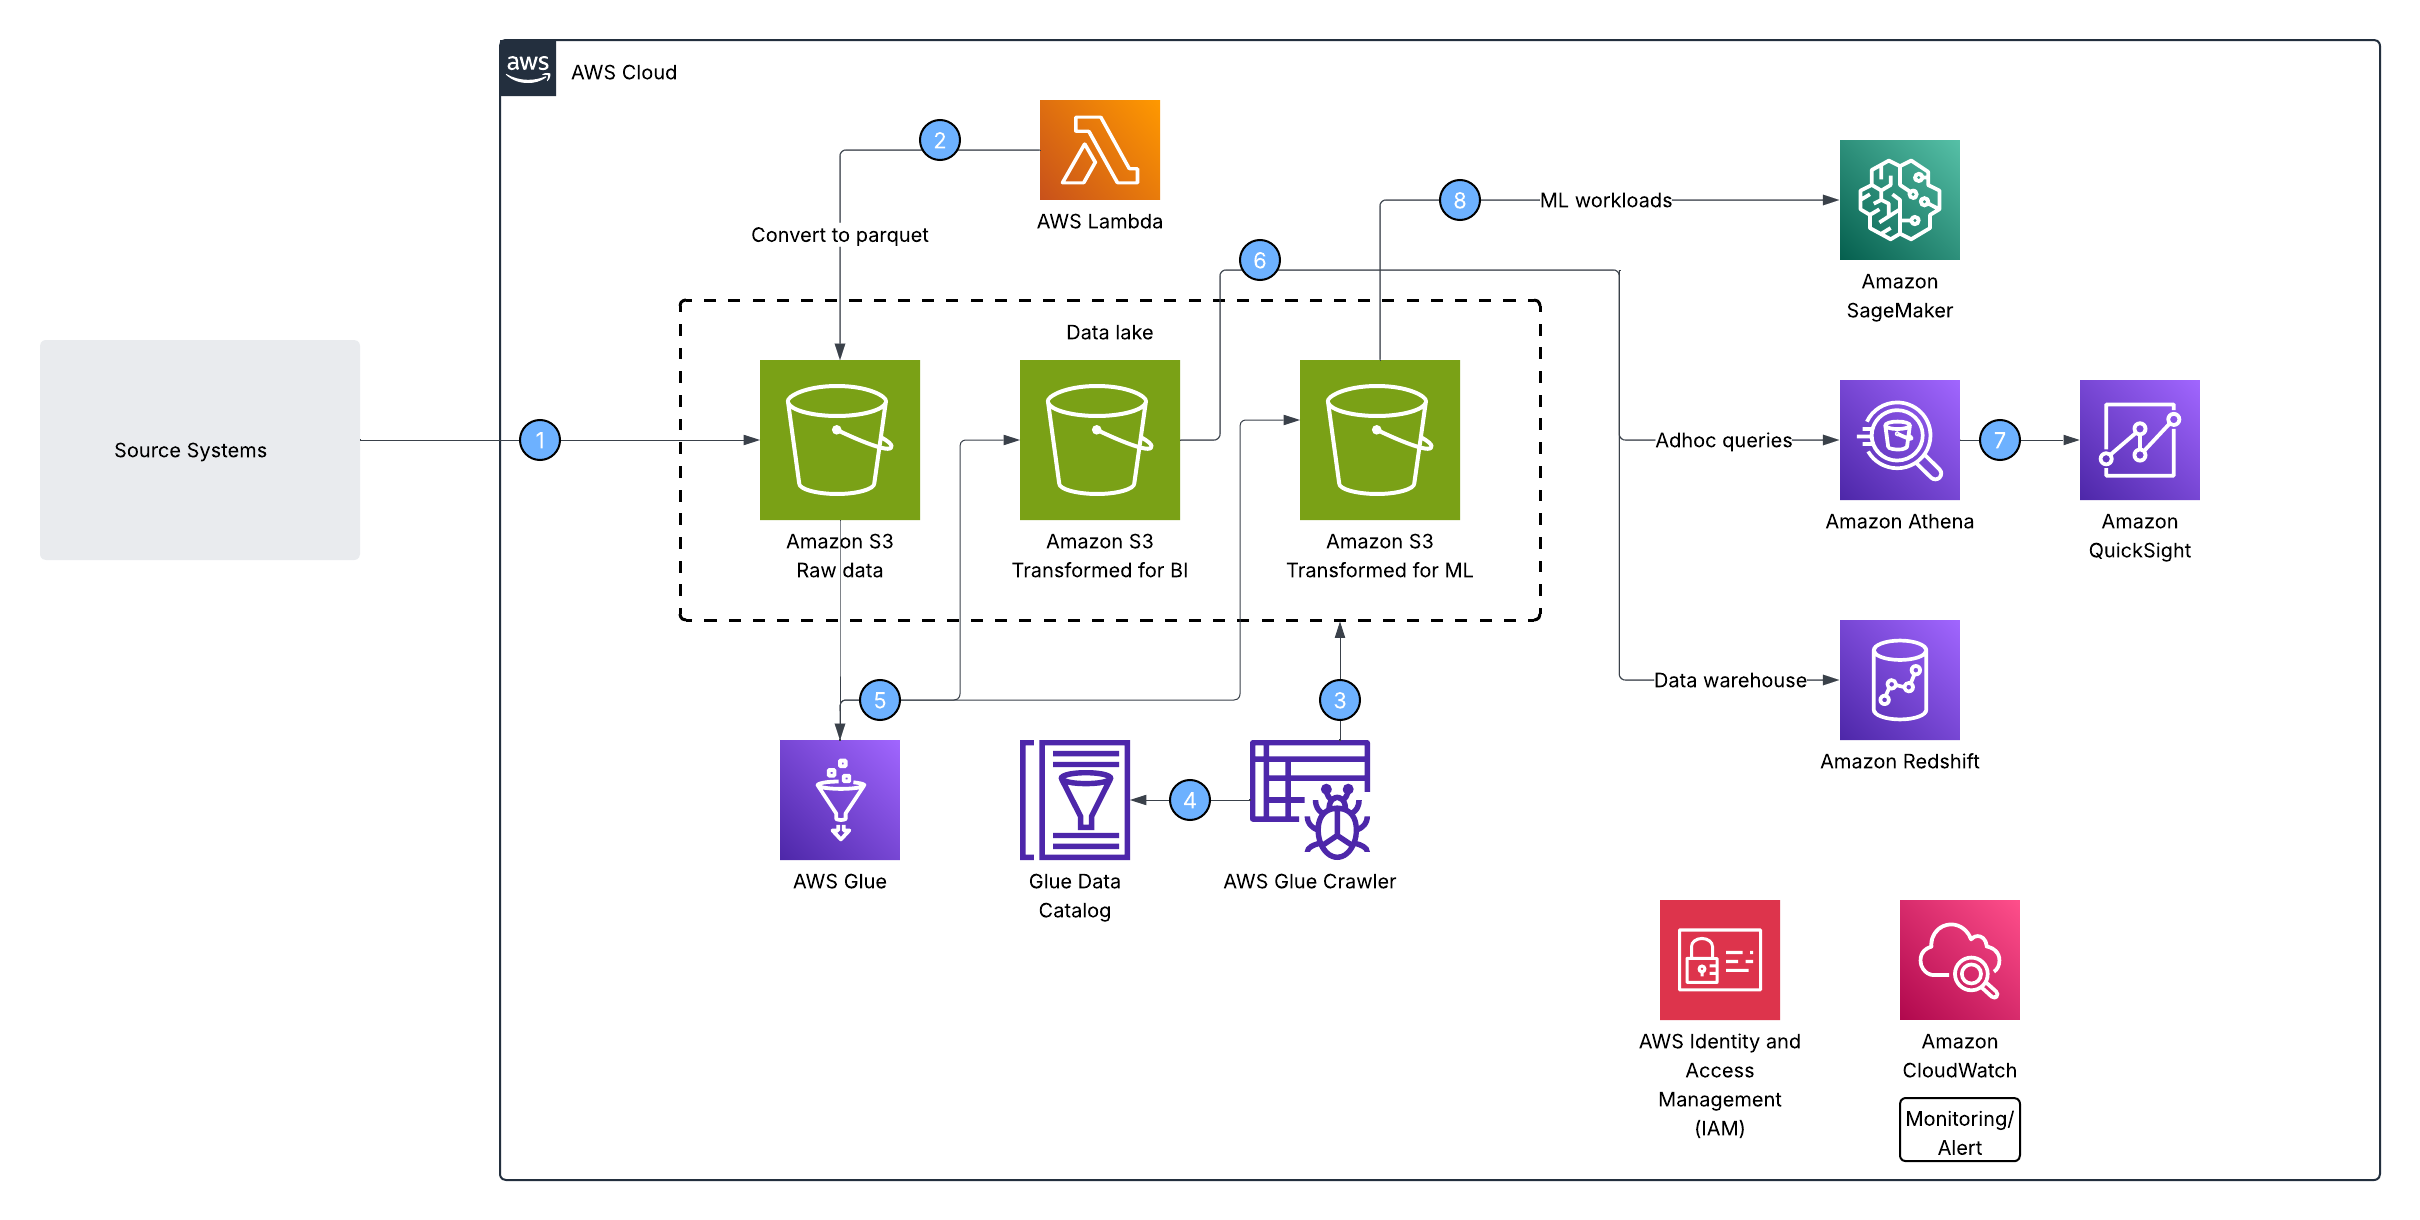 aws
AWS Cloud
2
AWS Lambda
Convert to parquet
8
ML workloads
Amazon
SageMaker
6
Data lake
Source Systems
1
Amazon S3
Raw data
Amazon S3
Transformed for BI
Amazon S3
Transformed for ML
Adhoc queries
Amazon Athena
7
Amazon
QuickSight
5
3
Data warehouse
Amazon Redshift
AWS Glue
Glue Data
Catalog
4
AWS Glue Crawler
AWS Identity and
Access
Management
(IAM)
Amazon
CloudWatch
Monitoring/
Alert